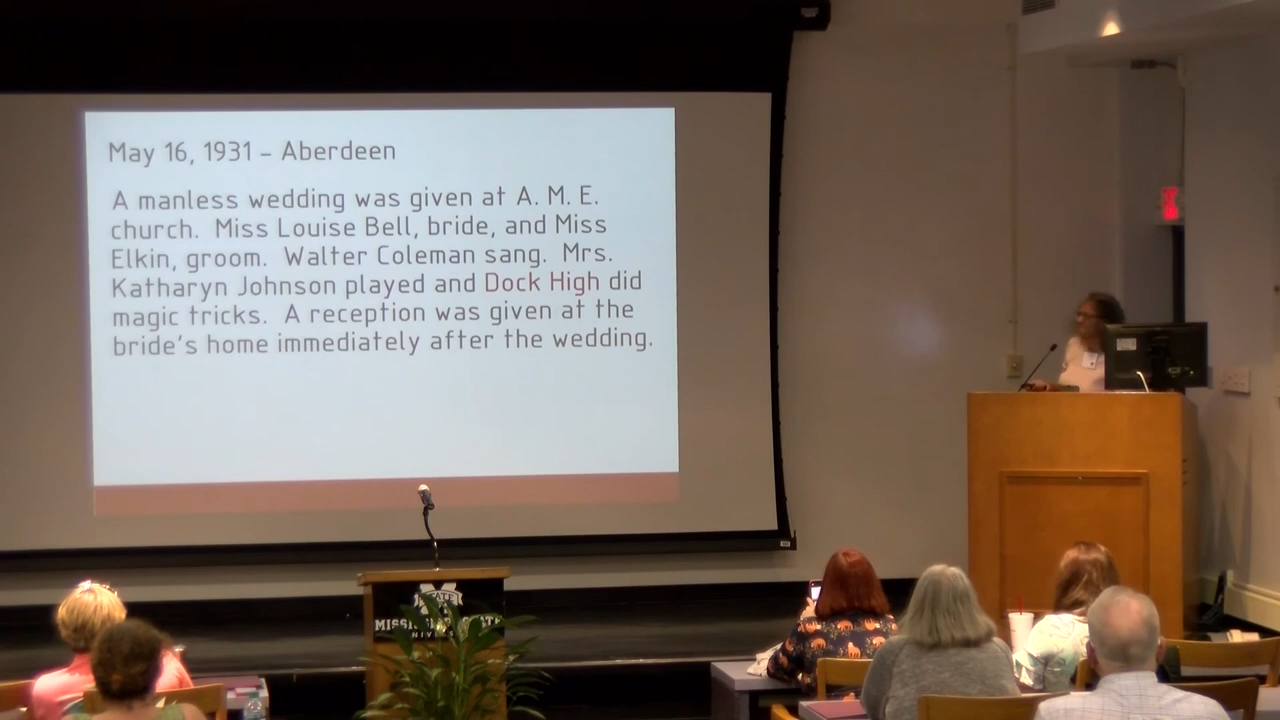 May 16, 1931 – Aberdeen
A manless wedding was given at A. M. E.
church. Miss Louise Bell, bride, and Miss
Elkin, groom. Walter Coleman sang. Mrs.
Katharyn Johnson played and Dock High did
magic tricks. A reception was given at the
bride's home immediately after the wedding.
STATE